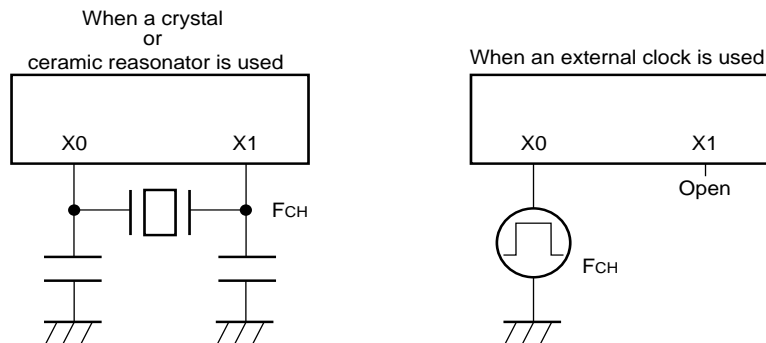 When a crystal
or
ceramic reasonator is used
X0
X1
FCH
When an external clock is used
X0
X1
Open
FCH